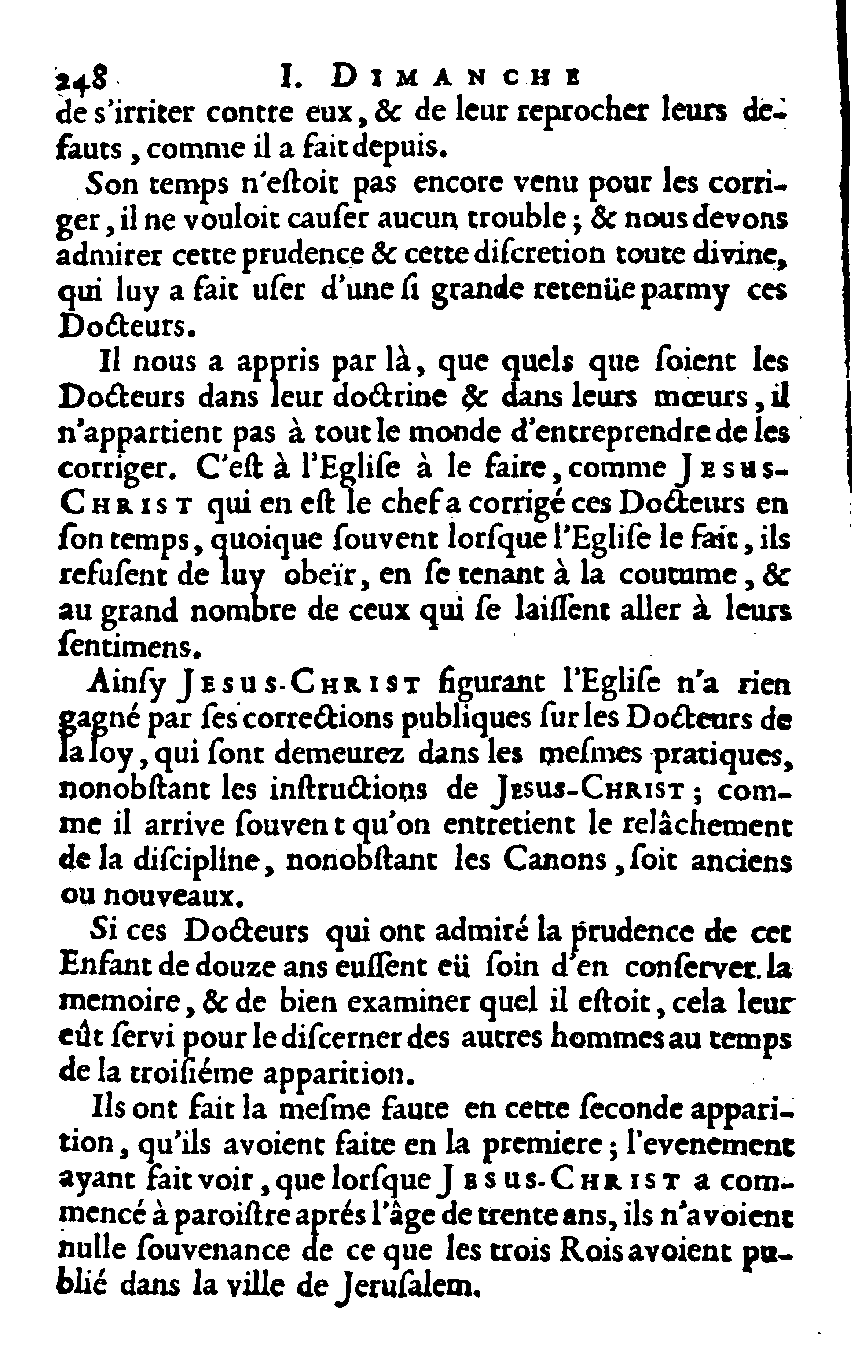 248 I. DIMANCHE
de s'irriter contre eux, & de leur reprocher leurs de-
fauts, comme il a fait depuis.
Son temps n'eſtoit pas encore venu pour les corri-
ger, il ne vouloit cauſer aucun trouble; & nous devons
admirer cette prudence & cette diſcretion toute divine,
qui luy a fait uſer d'une ſi grande retenüe parmy ces
Docteurs.
Il nous a appris par là, que quels que ſoient les
Docteurs dans leur doctrine & dans leurs mœurs, il
n'appartient pas à tout le monde d'entreprendre de les
corriger. C'eſt à l'Egliſe à le faire, comme JESUS-
CHRIST qui en eſt le chef a corrigé ces Docteurs en
ſon temps, quoique ſouvent lorſque l'Egliſe le fait, ils
refuſent de luy obeïr, en ſe tenant à la coutume, &
au grand nombre de ceux qui ſe laiſſent aller à leurs
ſentimens.
Ainſy JESUS-CHRIST figurant l'Egliſe n'a rien
gagné par ſes corrections publiques ſur les Docteurs de
la loy, qui ſont demeurez dans les meſmes pratiques,
nonobſtant les inſtructions de JESUS-CHRIST; com-
me il arrive ſouvent qu'on entretient le relâchement
de la diſcipline, nonobſtant les Canons, ſoit anciens
ou nouveaux.
Si ces Docteurs qui ont admiré la prudence de cet
Enfant de douze ans euſſent eü ſoin d'en conſerver la
memoire, & de bien examiner quel il eſtoit, cela leur
eût ſervi pour le diſcerner des autres hommes au temps
de la troiſiéme apparition.
Ils ont fait la meſme faute en cette ſeconde appari-
tion, qu'ils avoient faite en la premiere; l'evenement
ayant fait voir, que lorſque JESUS-CHRIST a com-
mencé à paroiſtre aprés l'âge de trente ans, ils n'avoient
nulle ſouvenance de ce que les trois Rois avoient pu-
blié dans la ville de Jeruſalem.